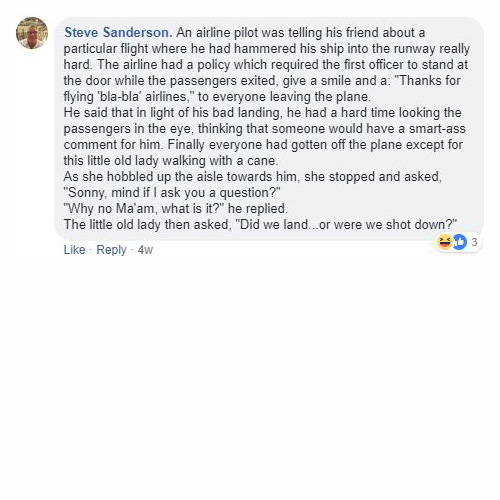 Steve Sanderson. An airline pilot was telling his friend about a
particular flight where he had hammered his ship into the runway really
hard. The airline had a policy which required the first officer to stand at
the door while the passengers exited, give a smile and a: "Thanks for
flying 'bla-bla' airlines," to everyone leaving the plane.
He said that in light of his bad landing, he had a hard time looking the
passengers in the eye, thinking that someone would have a smart-ass
comment for him. Finally everyone had gotten off the plane except for
this little old lady walking with a cane.
As she hobbled up the aisle towards him, she stopped and asked,
"Sonny, mind if I ask you a question?"
"Why no Ma'am, what is it?" he replied.
The little old lady then asked, "Did we land...or were we shot down?"
3
Like · Reply · 4w